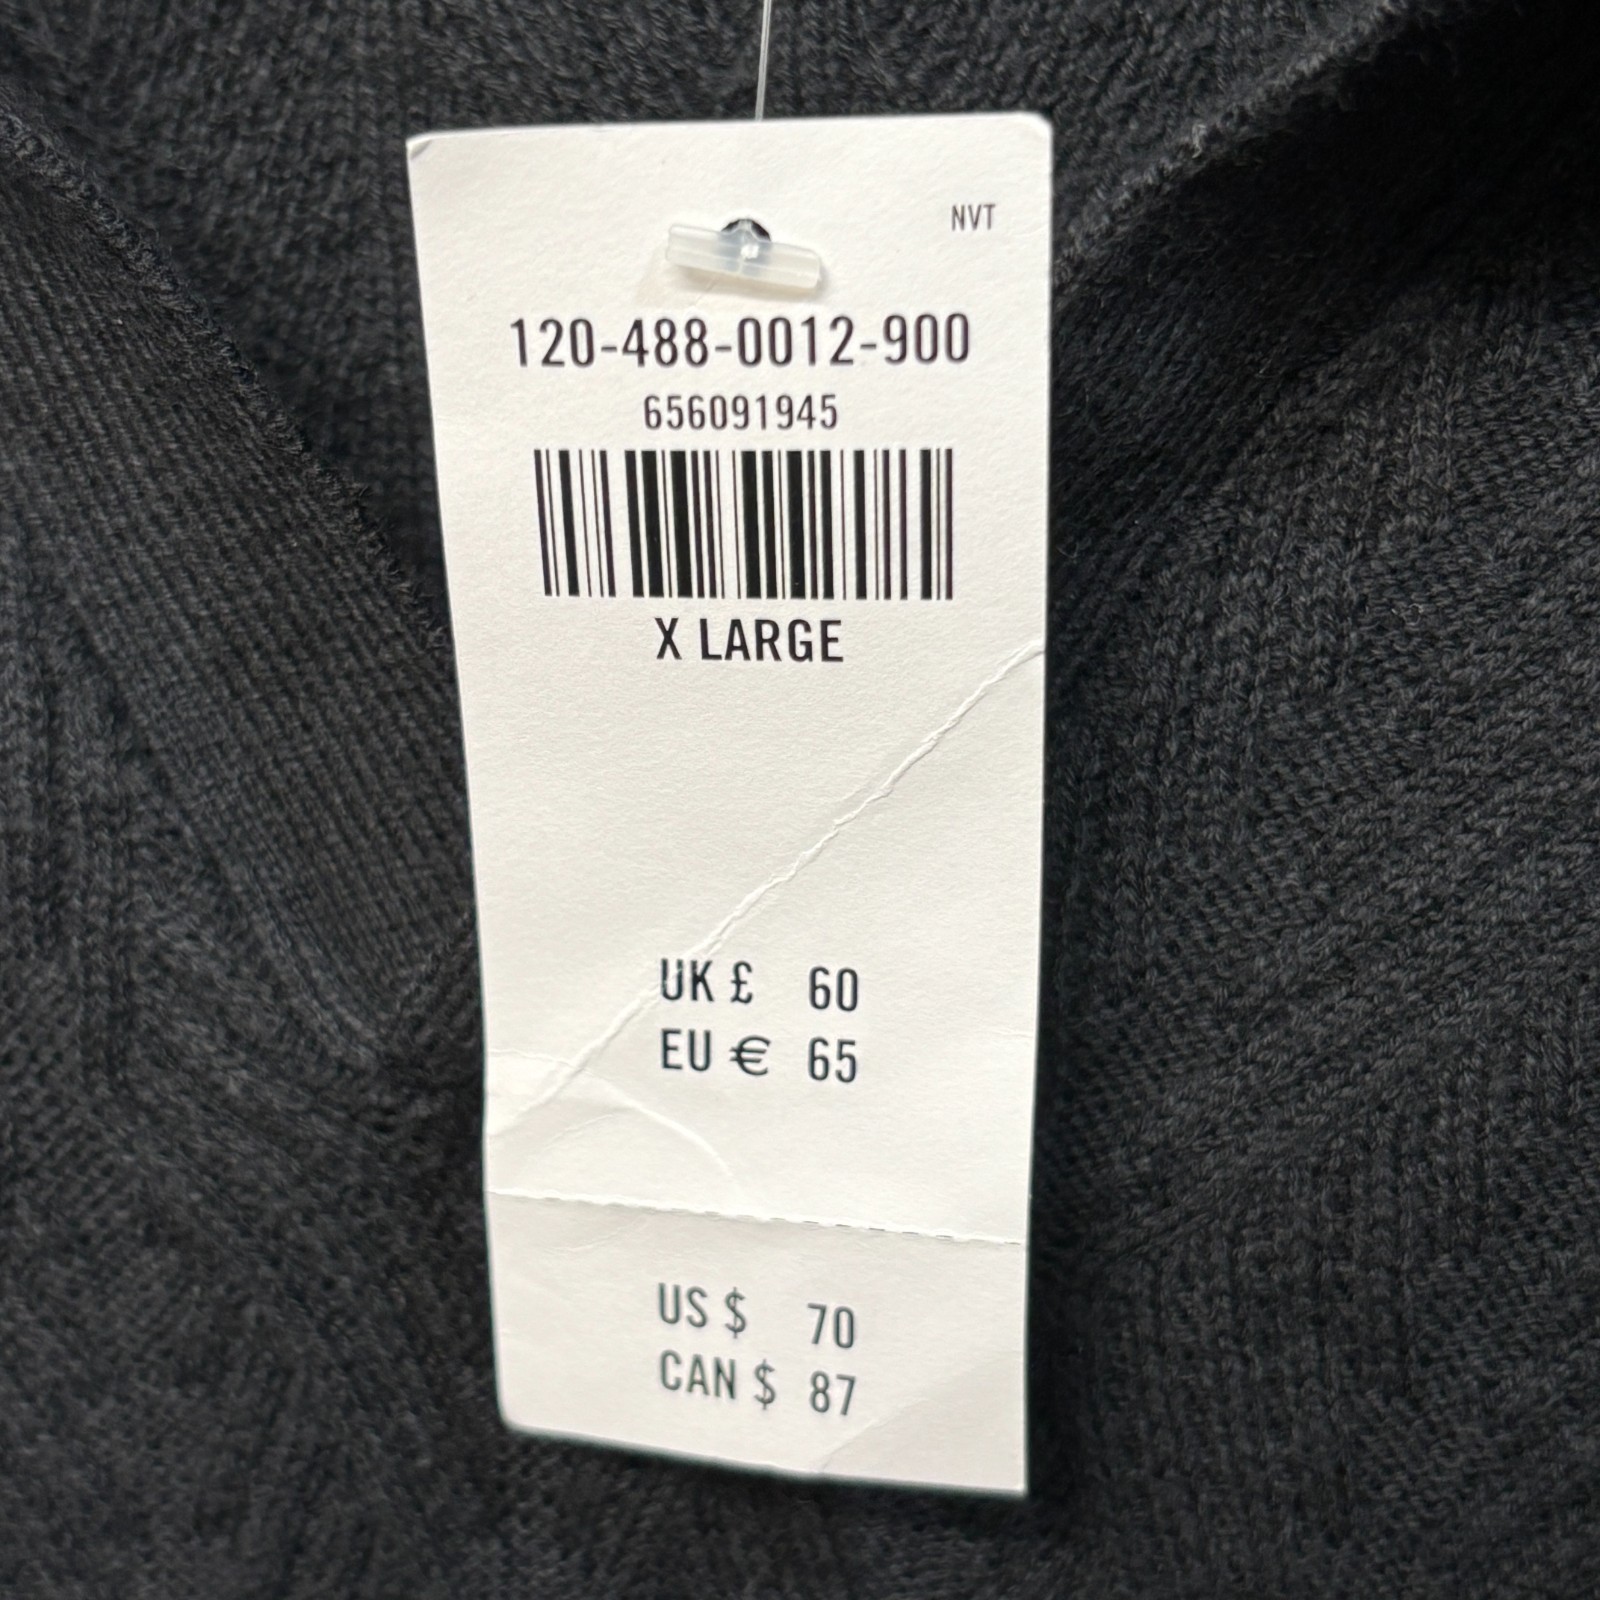 NVT
120-488-0012-900
656091945
X LARGE
UK £ 60
EU € 65
US $ 70
CAN $ 87